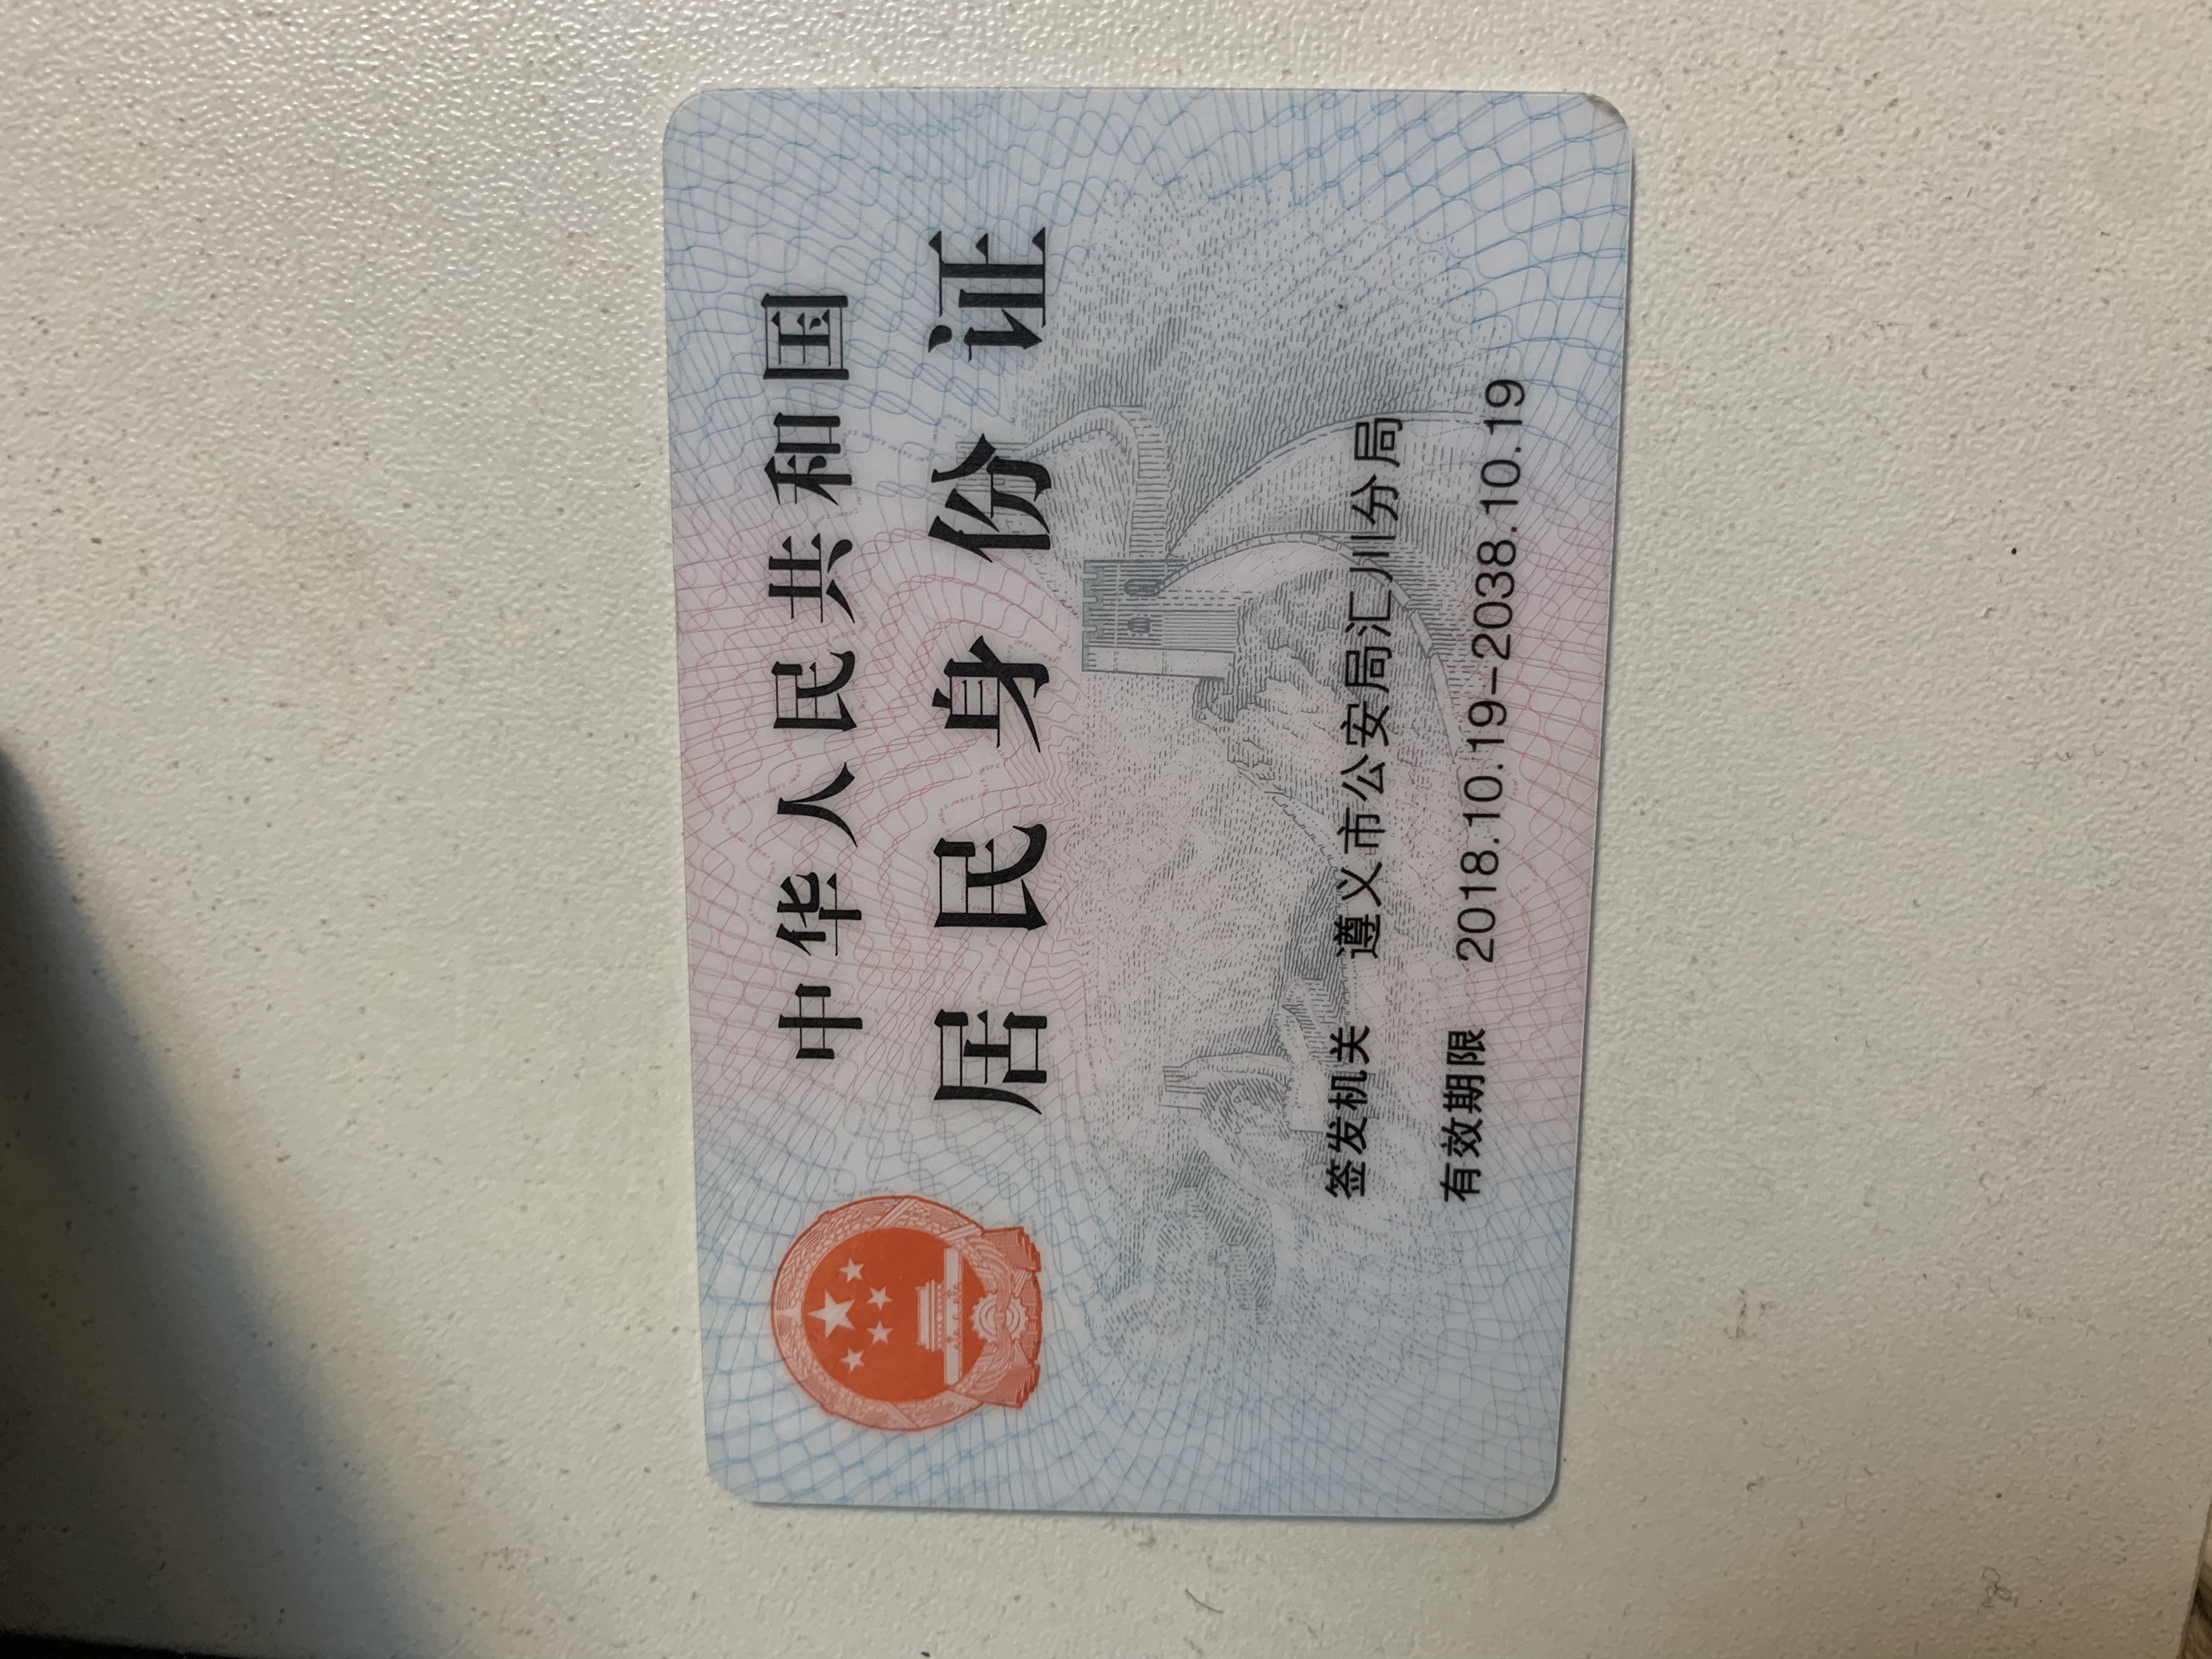 中华人民共和国
居民身份证
签发机关 遵义市公安局汇川分局
有效期限 2018.10.19-2038.10.19